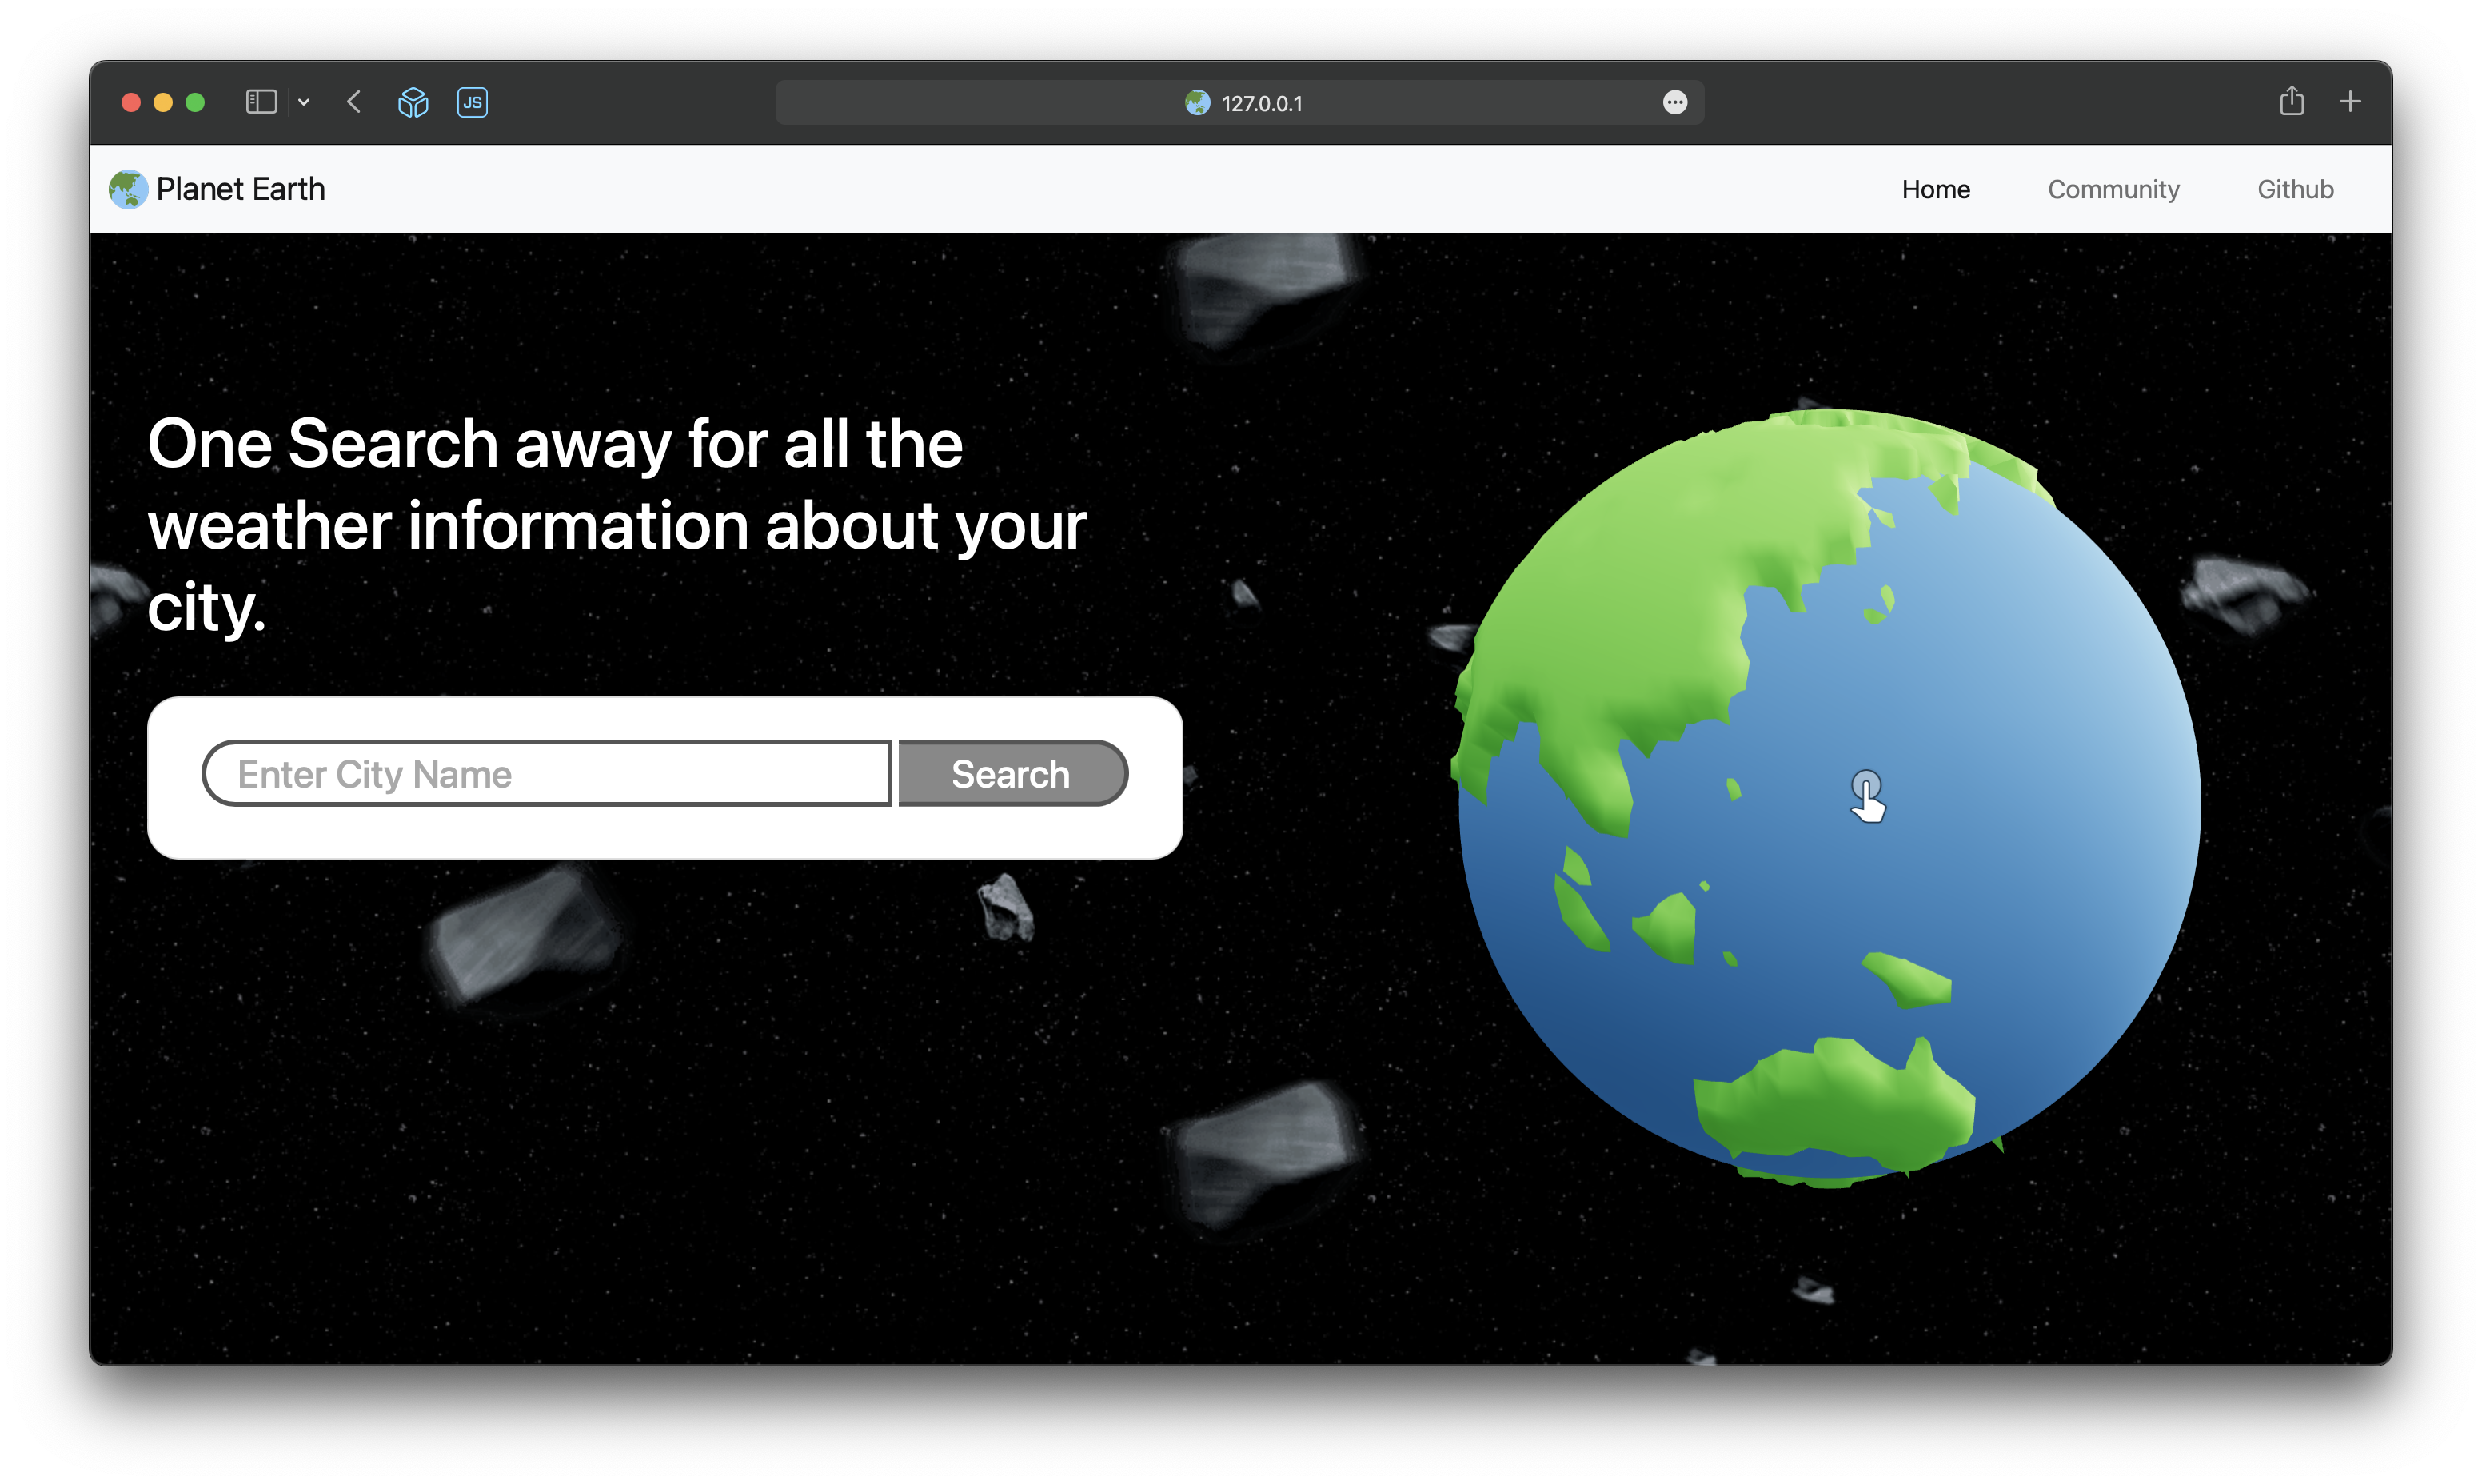 JS
127.0.0.1
Planet Earth
Home
Community
Github
One Search away for all the
weather information about your
city.
Enter City Name
Search